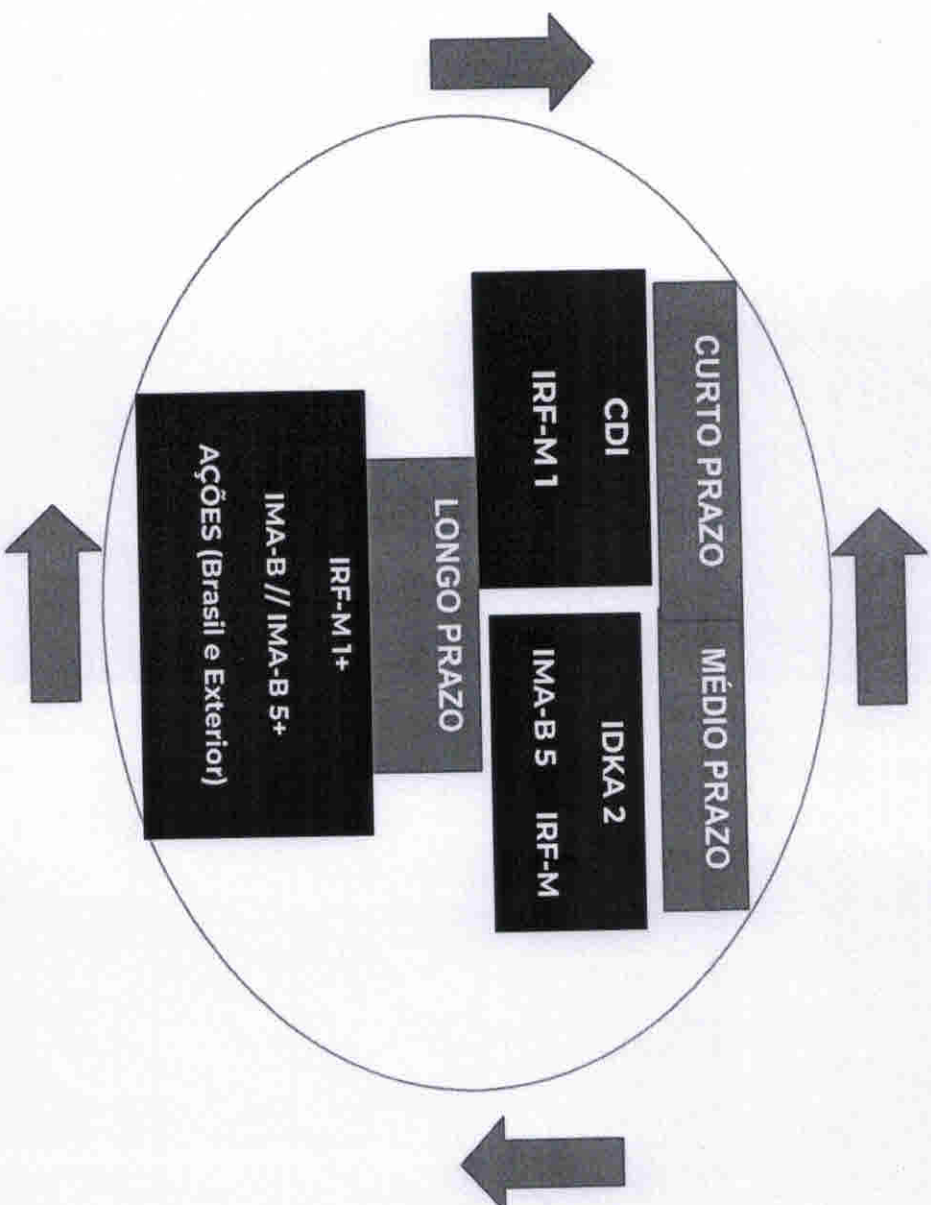 CURTO PRAZO
MÉDIO PRAZO
CDI
IRF-M 1
IDKA 2
IMA-B 5 IRF-M
LONGO PRAZO
IRF-M 1+
IMA-B // IMA-B 5+
AÇÕES (Brasil e Exterior)